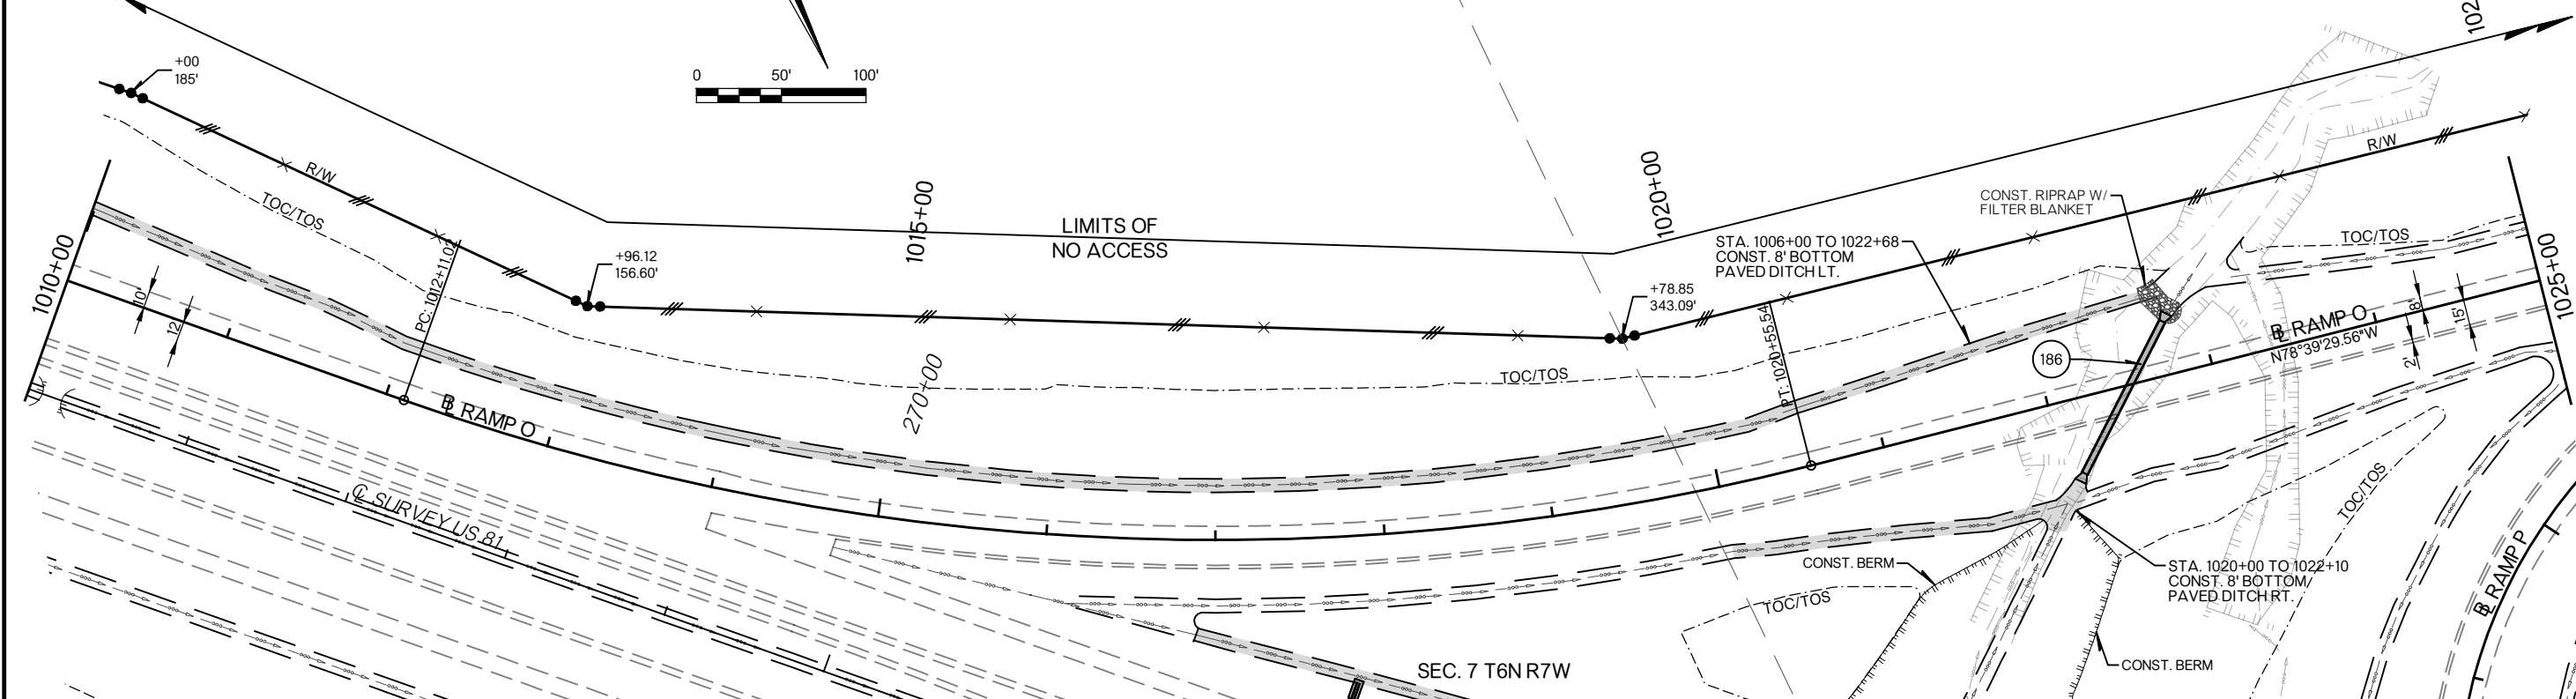 +00
185'
0 50' 100'
R/W
TOC/TOS
1010+00
10'
12'
PC: 1012+11.02
+96.12
156.60'
1015+00
LIMITS OF
NO ACCESS
1020+00
STA. 1006+00 TO 1022+68
CONST. 8' BOTTOM
PAVED DITCH LT.
CONST. RIPRAP W/
FILTER BLANKET
R/W
TOC/TOS
1025+00
+78.85
343.09'
PT: 1020+55.54
186
BL RAMP O
N78°39'29.56"W
8'
15'
2'
TOC/TOS
270+00
BL RAMP O
CL SURVEY US 81
CONST. BERM
TOC/TOS
STA. 1020+00 TO 1022+10
CONST. 8' BOTTOM
PAVED DITCH RT.
TOC/TOS
BL RAMP P
CONST. BERM
SEC. 7 T6N R7W